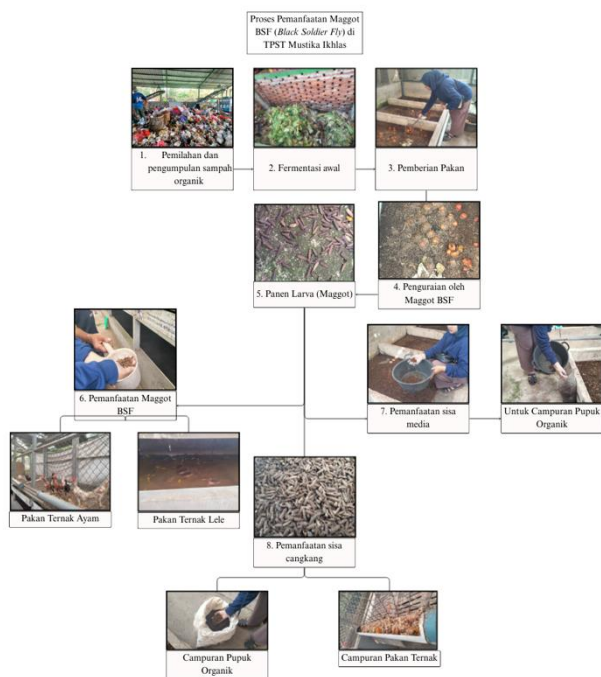 Proses Pemanfaatan Maggot
BSF (Black Soldier Fly) di
TPST Mustika Ikhlas
1. Pemilahan dan
pengumpulan sampah
organik
2. Fermentasi awal
3. Pemberian Pakan
4. Penguraian oleh
Maggot BSF
5. Panen Larva (Maggot)
6. Pemanfaatan Maggot
BSF
Pakan Ternak Ayam
Pakan Ternak Lele
7. Pemanfaatan sisa
media
Untuk Campuran Pupuk
Organik
8. Pemanfaatan sisa
cangkang
Campuran Pupuk
Organik
Campuran Pakan Ternak